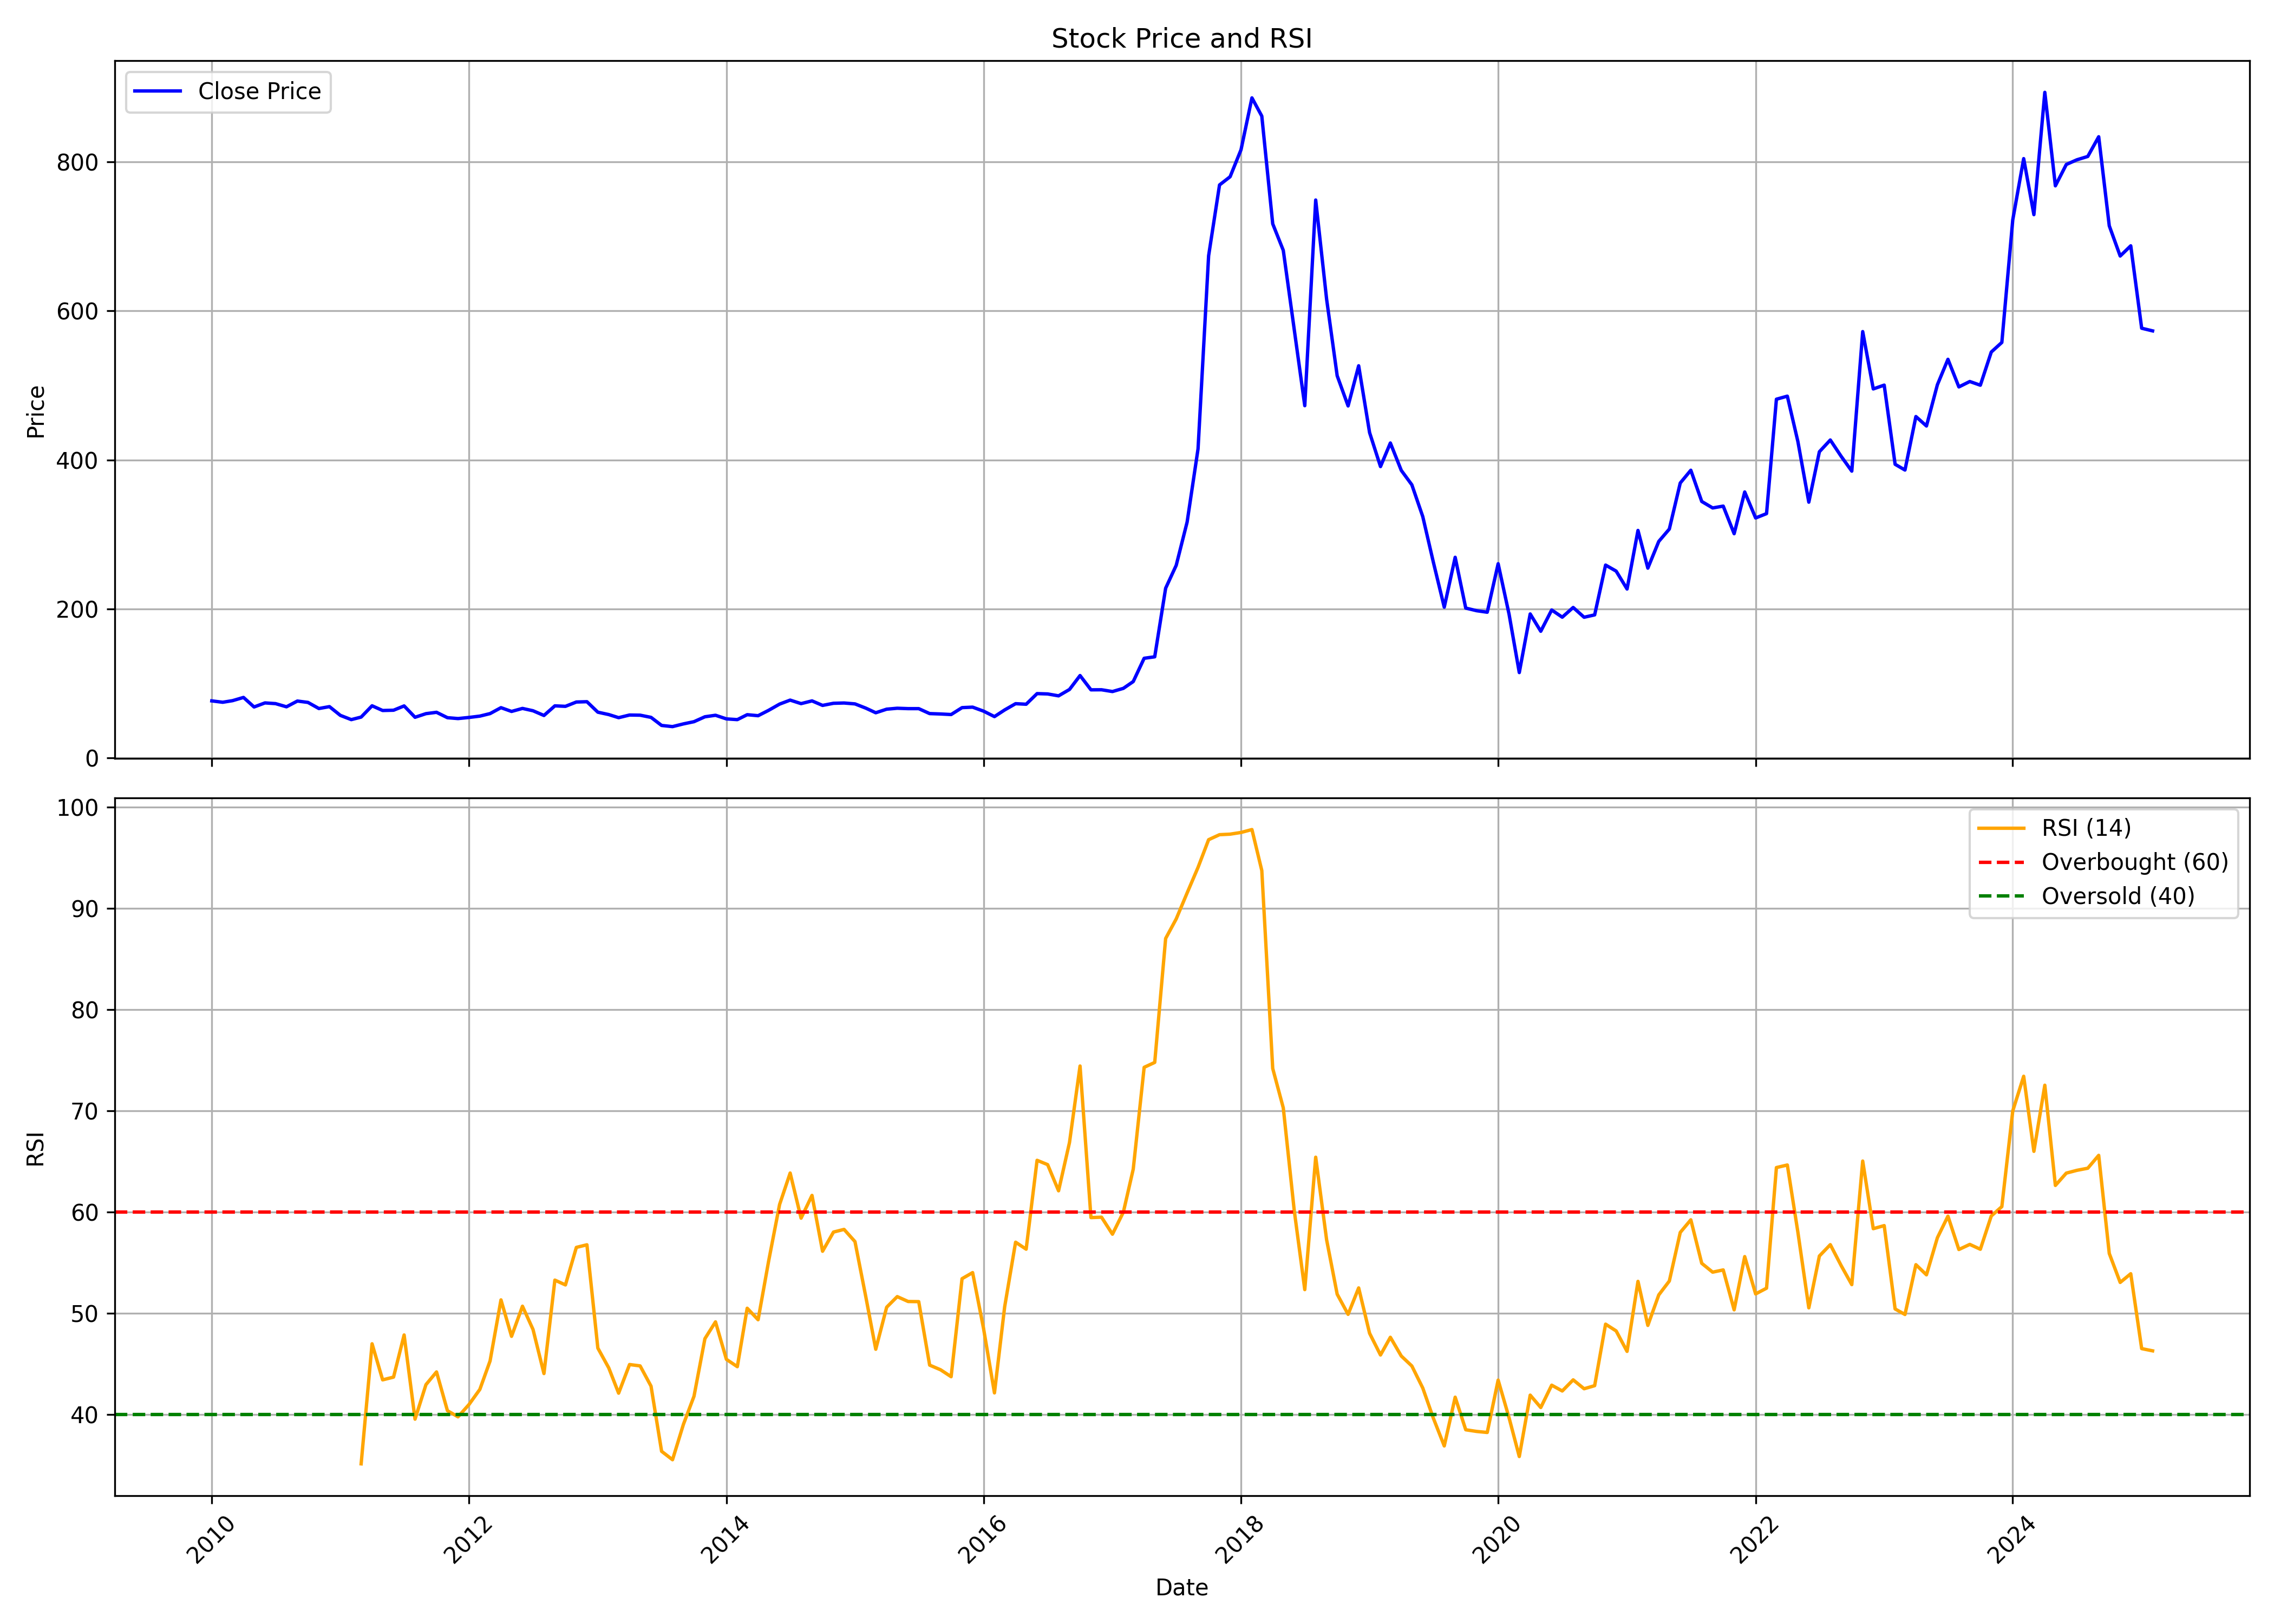 Stock Price and RSI
Close Price
800
600
400
200
0
Price
100
90
80
70
60
50
40
RSI
RSI (14)
Overbought (60)
Oversold (40)
2010
2012
2014
2016
2018
2020
2022
2024
Date